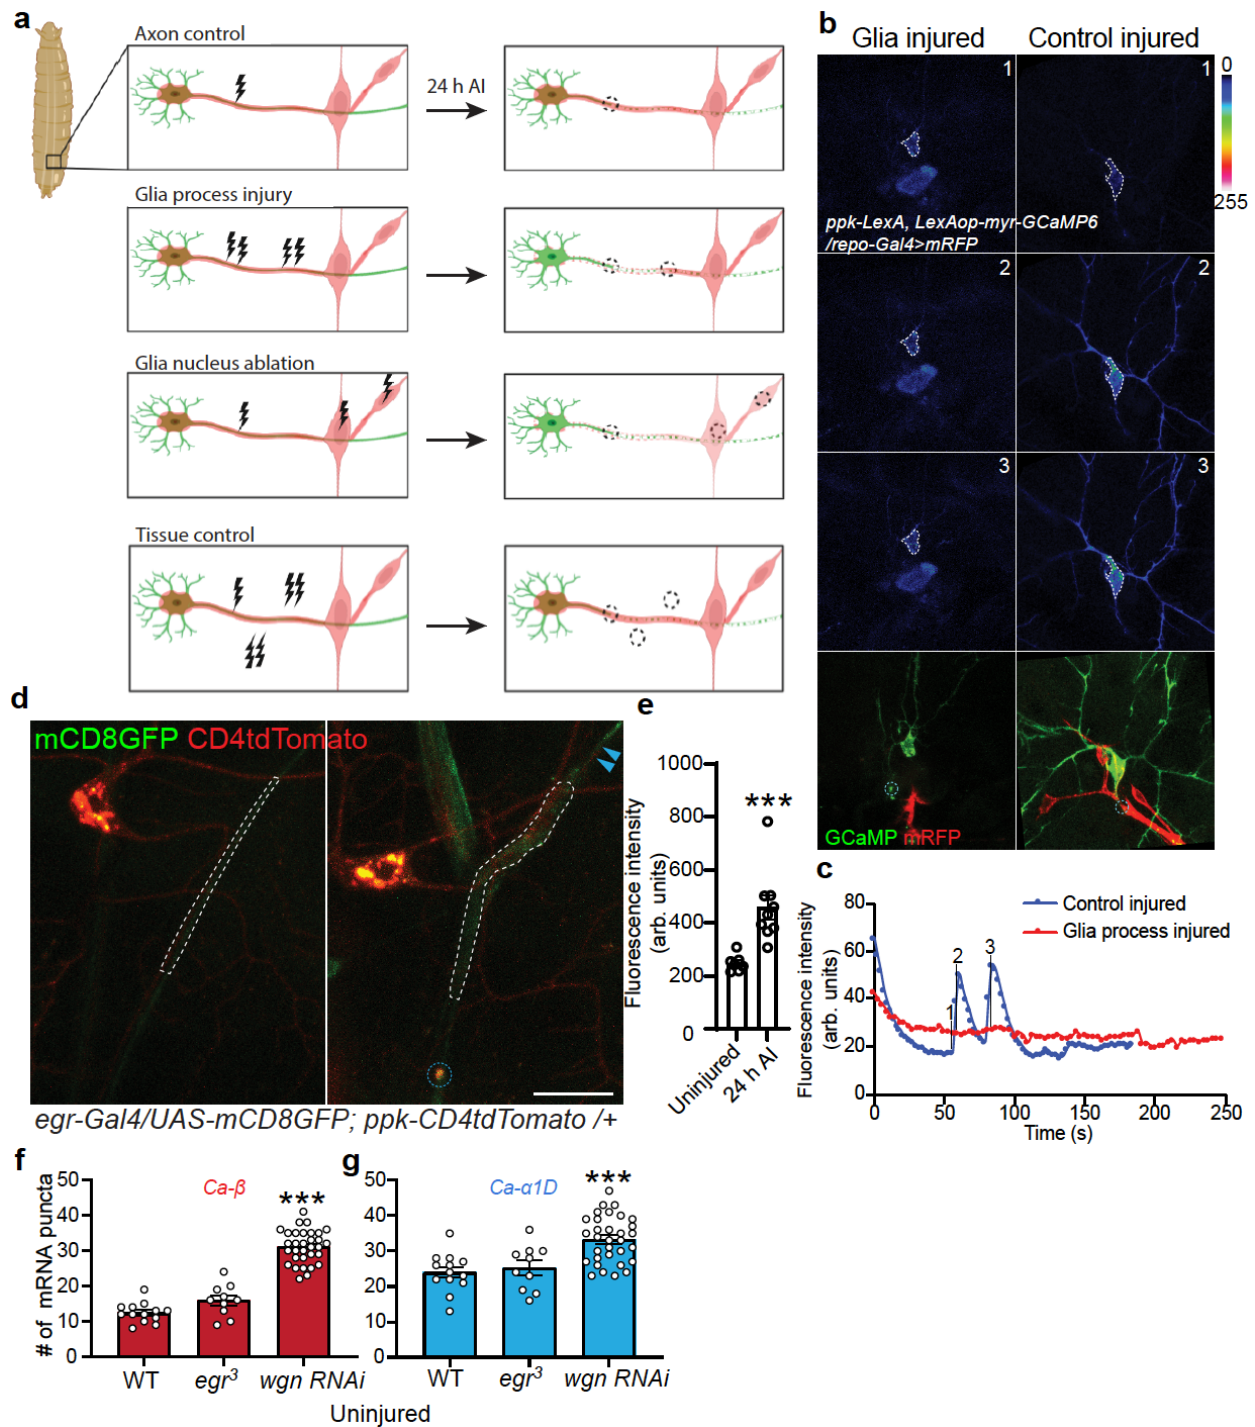 a
Axon control
24 h AI
Glia process injury
Glia nucleus ablation
Tissue control
b
Glia injured
Control injured
1
1
0
255
ppk-LexA, LexAop-myr-GCaMP6
/repo-Gal4>mRFP
2
2
3
3
GCaMP mRFP
c
Fluorescence intensity
(arb. units)
80
60
40
20
0
Control injured
Glia process injured
1
2
3
0
50
100
150
200
250
Time (s)
d
mCD8GFP CD4tdTomato
egr-Gal4/UAS-mCD8GFP; ppk-CD4tdTomato /+
e
Fluorescence intensity
(arb. units)
1000
800
600
400
200
0
***
Uninjured
24 h AI
f
# of mRNA puncta
50
40
30
20
10
0
Ca-β
***
WT
egr³
wgn RNAi
g
50
40
30
20
10
0
Ca-α1D
***
WT
egr³
wgn RNAi
Uninjured